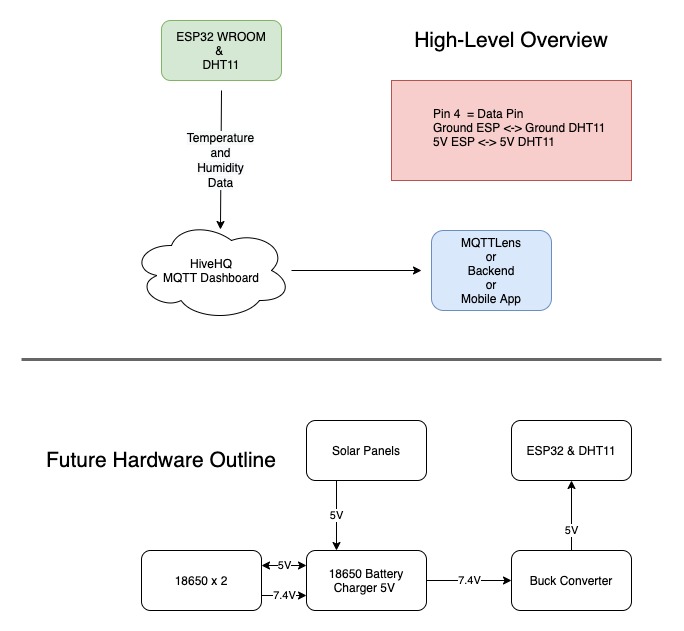 ESP32 WROOM
&
DHT11
High-Level Overview
Pin 4 = Data Pin
Ground ESP <-> Ground DHT11
5V ESP <-> 5V DHT11
Temperature
and
Humidity
Data
HiveHQ
MQTT Dashboard
MQTTLens
or
Backend
or
Mobile App
Future Hardware Outline
Solar Panels
ESP32 & DHT11
5V
5V
18650 x 2
5V
7.4V
18650 Battery
Charger 5V
7.4V
Buck Converter